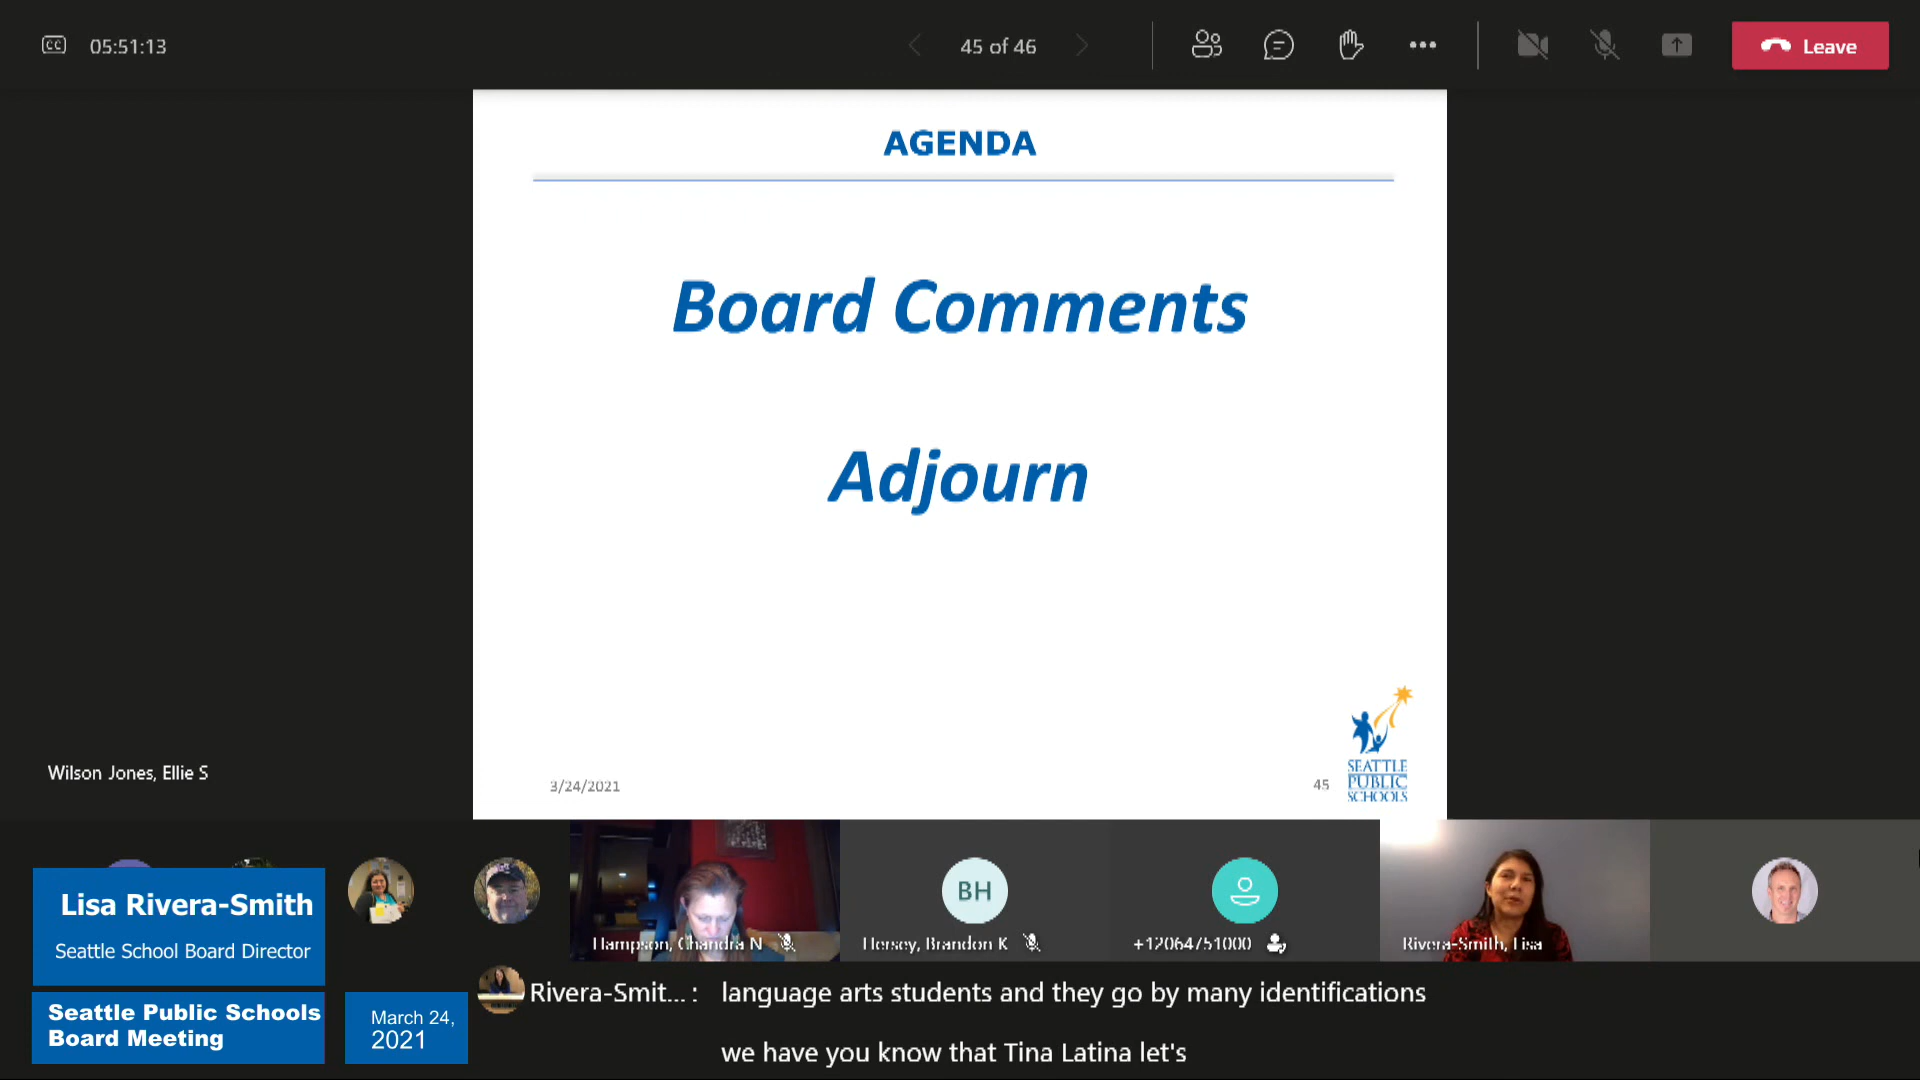 CC 05:51:13
45 of 46
Leave
AGENDA
Board Comments
Adjourn
Wilson Jones, Ellie S
3/24/2021
45
SEATTLE
PUBLIC
SCHOOLS
Lisa Rivera-Smith
Seattle School Board Director
Seattle Public Schools
Board Meeting
March 24,
2021
Hampson, Chandra N
BH
Hersey, Brandon K
+12064751000
Rivera-Smith, Lisa
Rivera-Smit... : language arts students and they go by many identifications
we have you know that Tina Latina let's